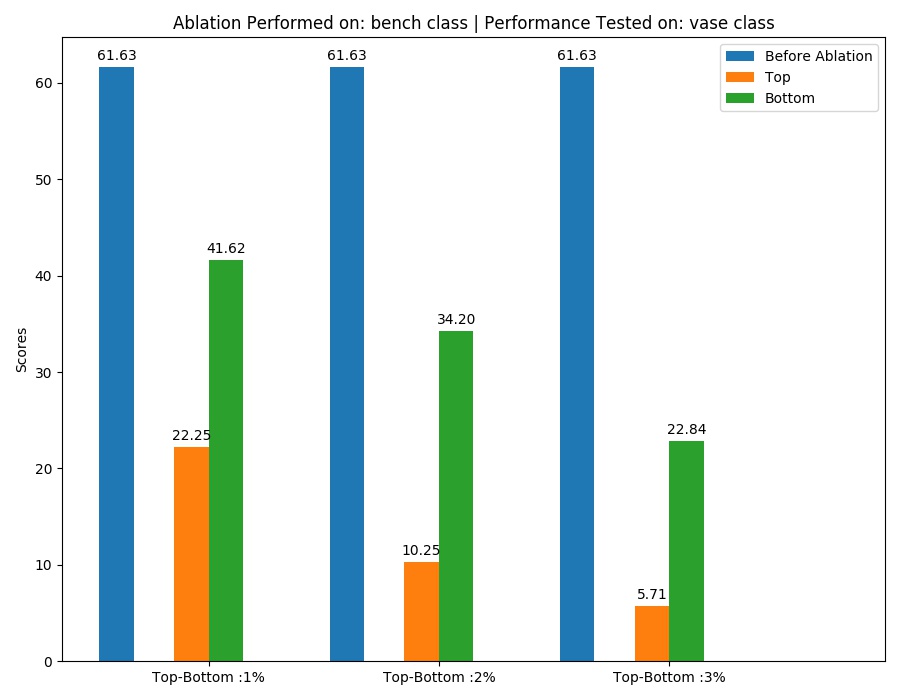 Ablation Performed on: bench class | Performance Tested on: vase class
61.63
61.63
61.63
Before Ablation
Top
Bottom
60
50
41.62
40
34.20
Scores
30
22.25
22.84
20
10.25
10
5.71
0
Top-Bottom :1%
Top-Bottom :2%
Top-Bottom :3%